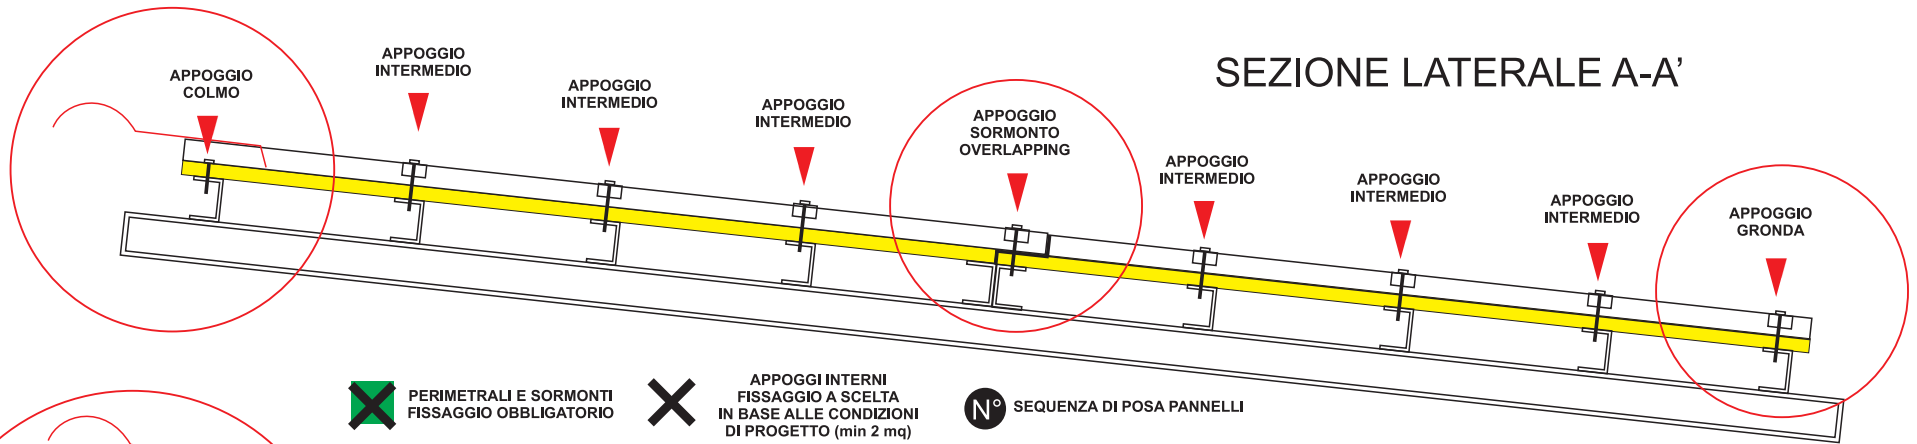 SEZIONE LATERALE A-A'
APPOGGIO
COLMO
APPOGGIO
INTERMEDIO
APPOGGIO
INTERMEDIO
APPOGGIO
INTERMEDIO
APPOGGIO
SORMONTO
OVERLAPPING
APPOGGIO
INTERMEDIO
APPOGGIO
INTERMEDIO
APPOGGIO
INTERMEDIO
APPOGGIO
GRONDA
PERIMETRALI E SORMONTI
FISSAGGIO OBBLIGATORIO
APPOGGI INTERNI
FISSAGGIO A SCELTA
IN BASE ALLE CONDIZIONI
DI PROGETTO (min 2 mq)
N° SEQUENZA DI POSA PANNELLI